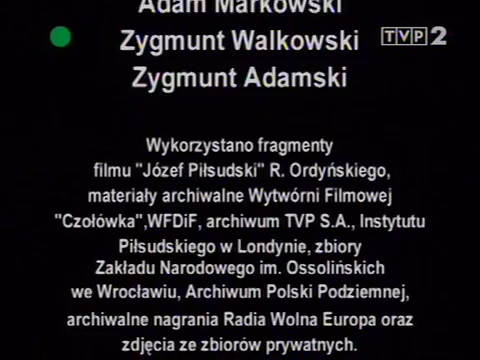 Adam Markowski
Zygmunt Walkowski
TVP2
Zygmunt Adamski
Wykorzystano fragmenty
filmu "Józef Piłsudski" R. Ordyńskiego,
materiały archiwalne Wytwórni Filmowej
"Czołówka",WFDiF, archiwum TVP S.A., Instytutu
Piłsudskiego w Londynie, zbiory
Zakładu Narodowego im. Ossolińskich
we Wrocławiu, Archiwum Polski Podziemnej,
archiwalne nagrania Radia Wolna Europa oraz
zdjęcia ze zbiorów prywatnych.